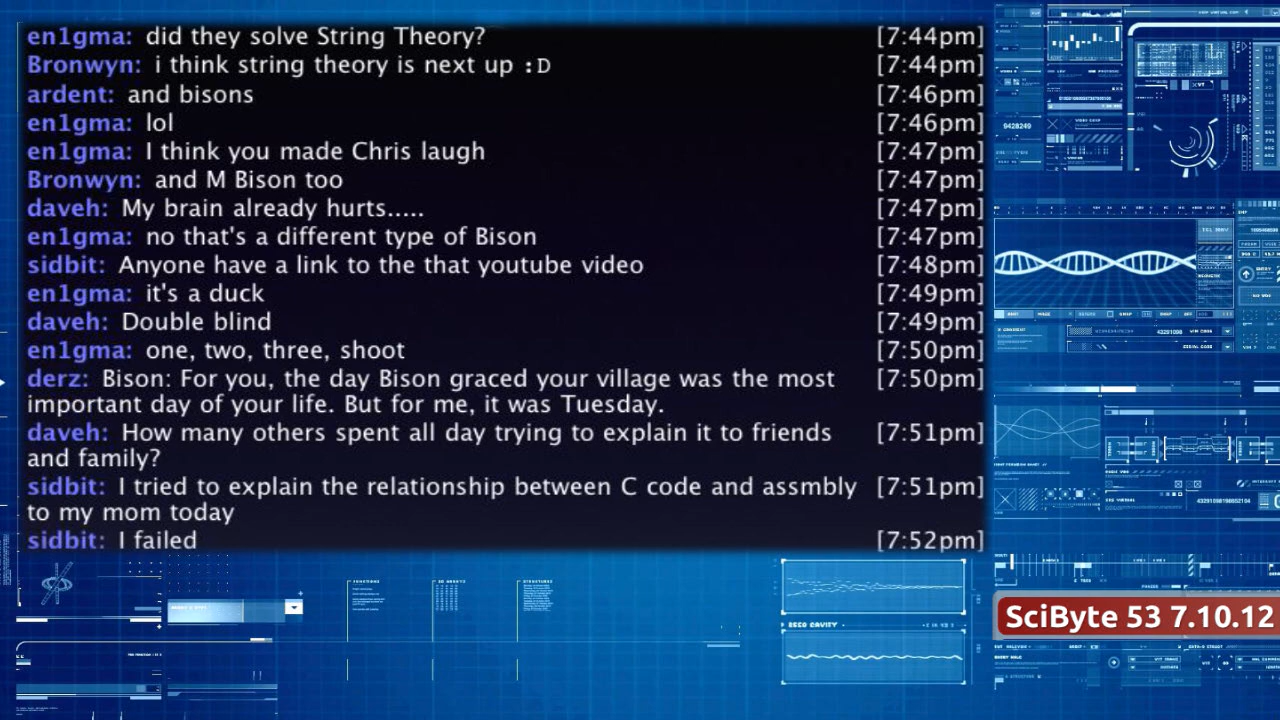 en1gma: did they solve String Theory? [7:44pm]
Bronwyn: i think string theory is next up :D [7:44pm]
ardent: and bisons [7:46pm]
en1gma: lol [7:46pm]
en1gma: I think you made chris laugh [7:47pm]
Bronwyn: and M Bison too [7:47pm]
daveh: My brain already hurts..... [7:47pm]
en1gma: no that's a different type of Bison [7:47pm]
sidbit: Anyone have a link to the that youtube video [7:48pm]
en1gma: it's a duck [7:49pm]
daveh: Double blind [7:49pm]
en1gma: one, two, three, shoot [7:50pm]
derz: Bison: For you, the day Bison graced your village was the most [7:50pm]
important day of your life. But for me, it was Tuesday.
daveh: How many others spent all day trying to explain it to friends [7:51pm]
and family?
sidbit: I tried to explain the relationship between C code and assmbly [7:51pm]
to my mom today
sidbit: I failed [7:52pm]
SciByte 53 7.10.12
9428249